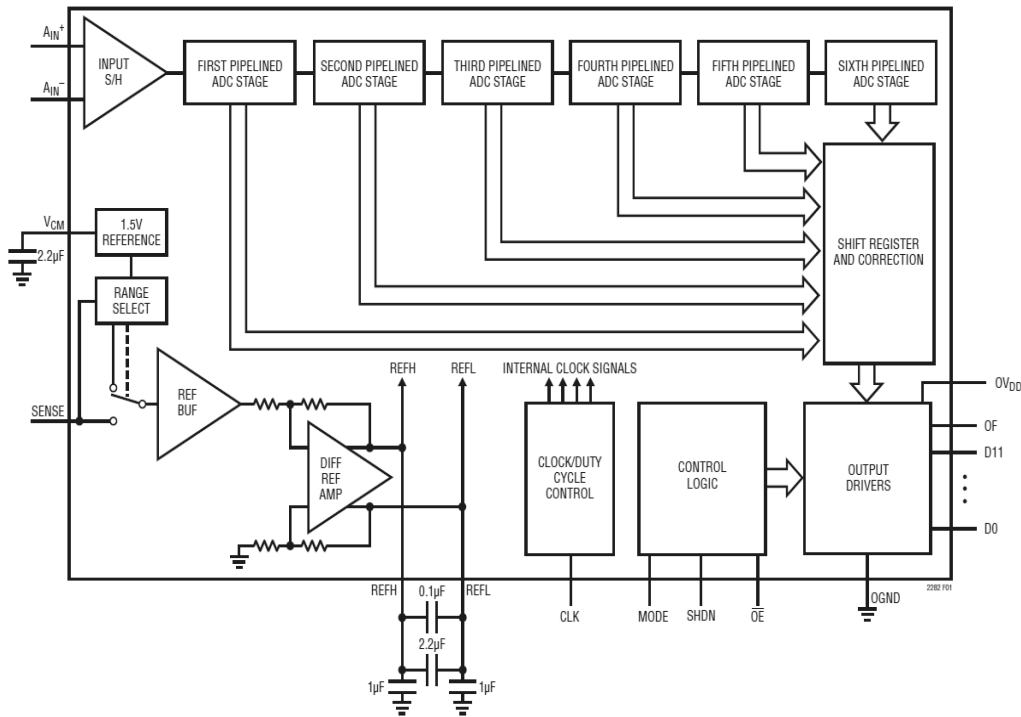 AIN+
AIN−
INPUT
S/H
FIRST PIPELINED
ADC STAGE
SECOND PIPELINED
ADC STAGE
THIRD PIPELINED
ADC STAGE
FOURTH PIPELINED
ADC STAGE
FIFTH PIPELINED
ADC STAGE
SIXTH PIPELINED
ADC STAGE
VCM
2.2µF
1.5V
REFERENCE
RANGE
SELECT
SHIFT REGISTER
AND CORRECTION
SENSE
REF
BUF
REFH
REFL
INTERNAL CLOCK SIGNALS
DIFF
REF
AMP
CLOCK/DUTY
CYCLE
CONTROL
CONTROL
LOGIC
OUTPUT
DRIVERS
OVDD
OF
D11
D0
REFH
0.1µF
REFL
2.2µF
1µF
1µF
CLK
MODE
SHDN
O̅E̅
OGND
2282 F01